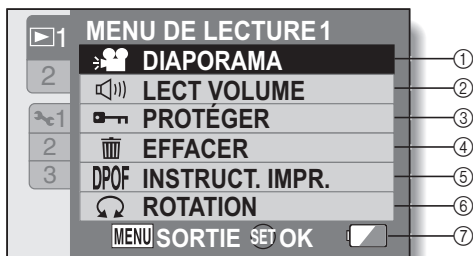 1 MENU DE LECTURE1
DIAPORAMA ①
2 LECT VOLUME ②
1 PROTÉGER ③
2 EFFACER ④
3 DPOF INSTRUCT. IMPR. ⑤
ROTATION ⑥
MENU SORTIE SET OK ⑦